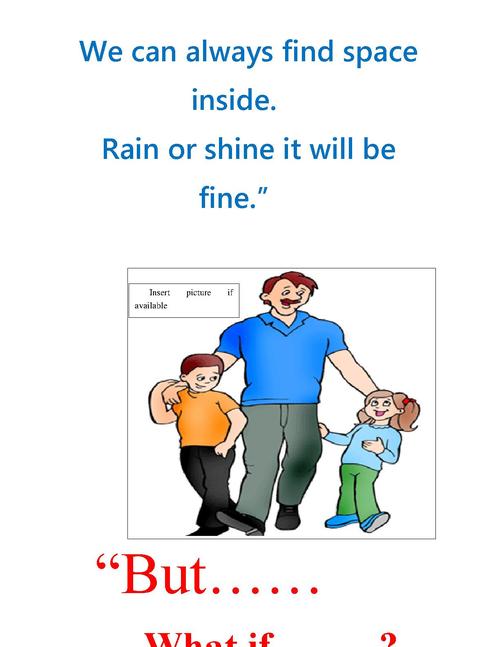 We can always find space
inside.
Rain or shine it will be
fine.”
Insert picture if
available
“But……
What if ........?